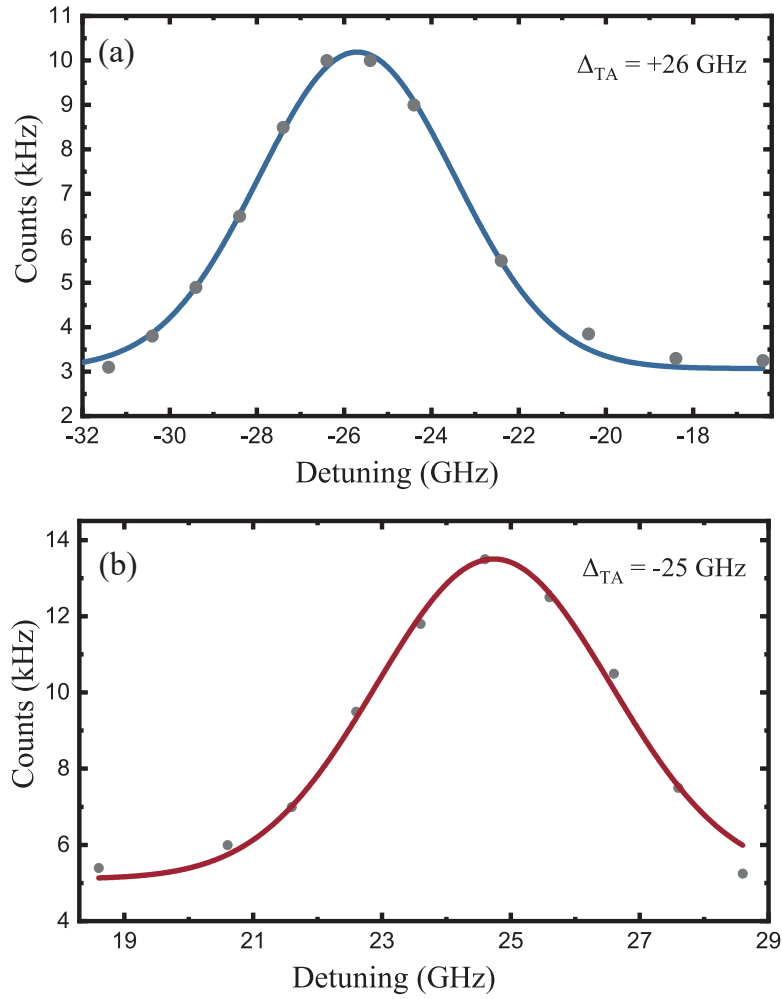 (a)
Δ_TA = +26 GHz
11
10
9
8
7
6
5
4
3
2
Counts (kHz)
-32 -30 -28 -26 -24 -22 -20 -18
Detuning (GHz)
(b)
Δ_TA = -25 GHz
14
12
10
8
6
4
Counts (kHz)
19 21 23 25 27 29
Detuning (GHz)